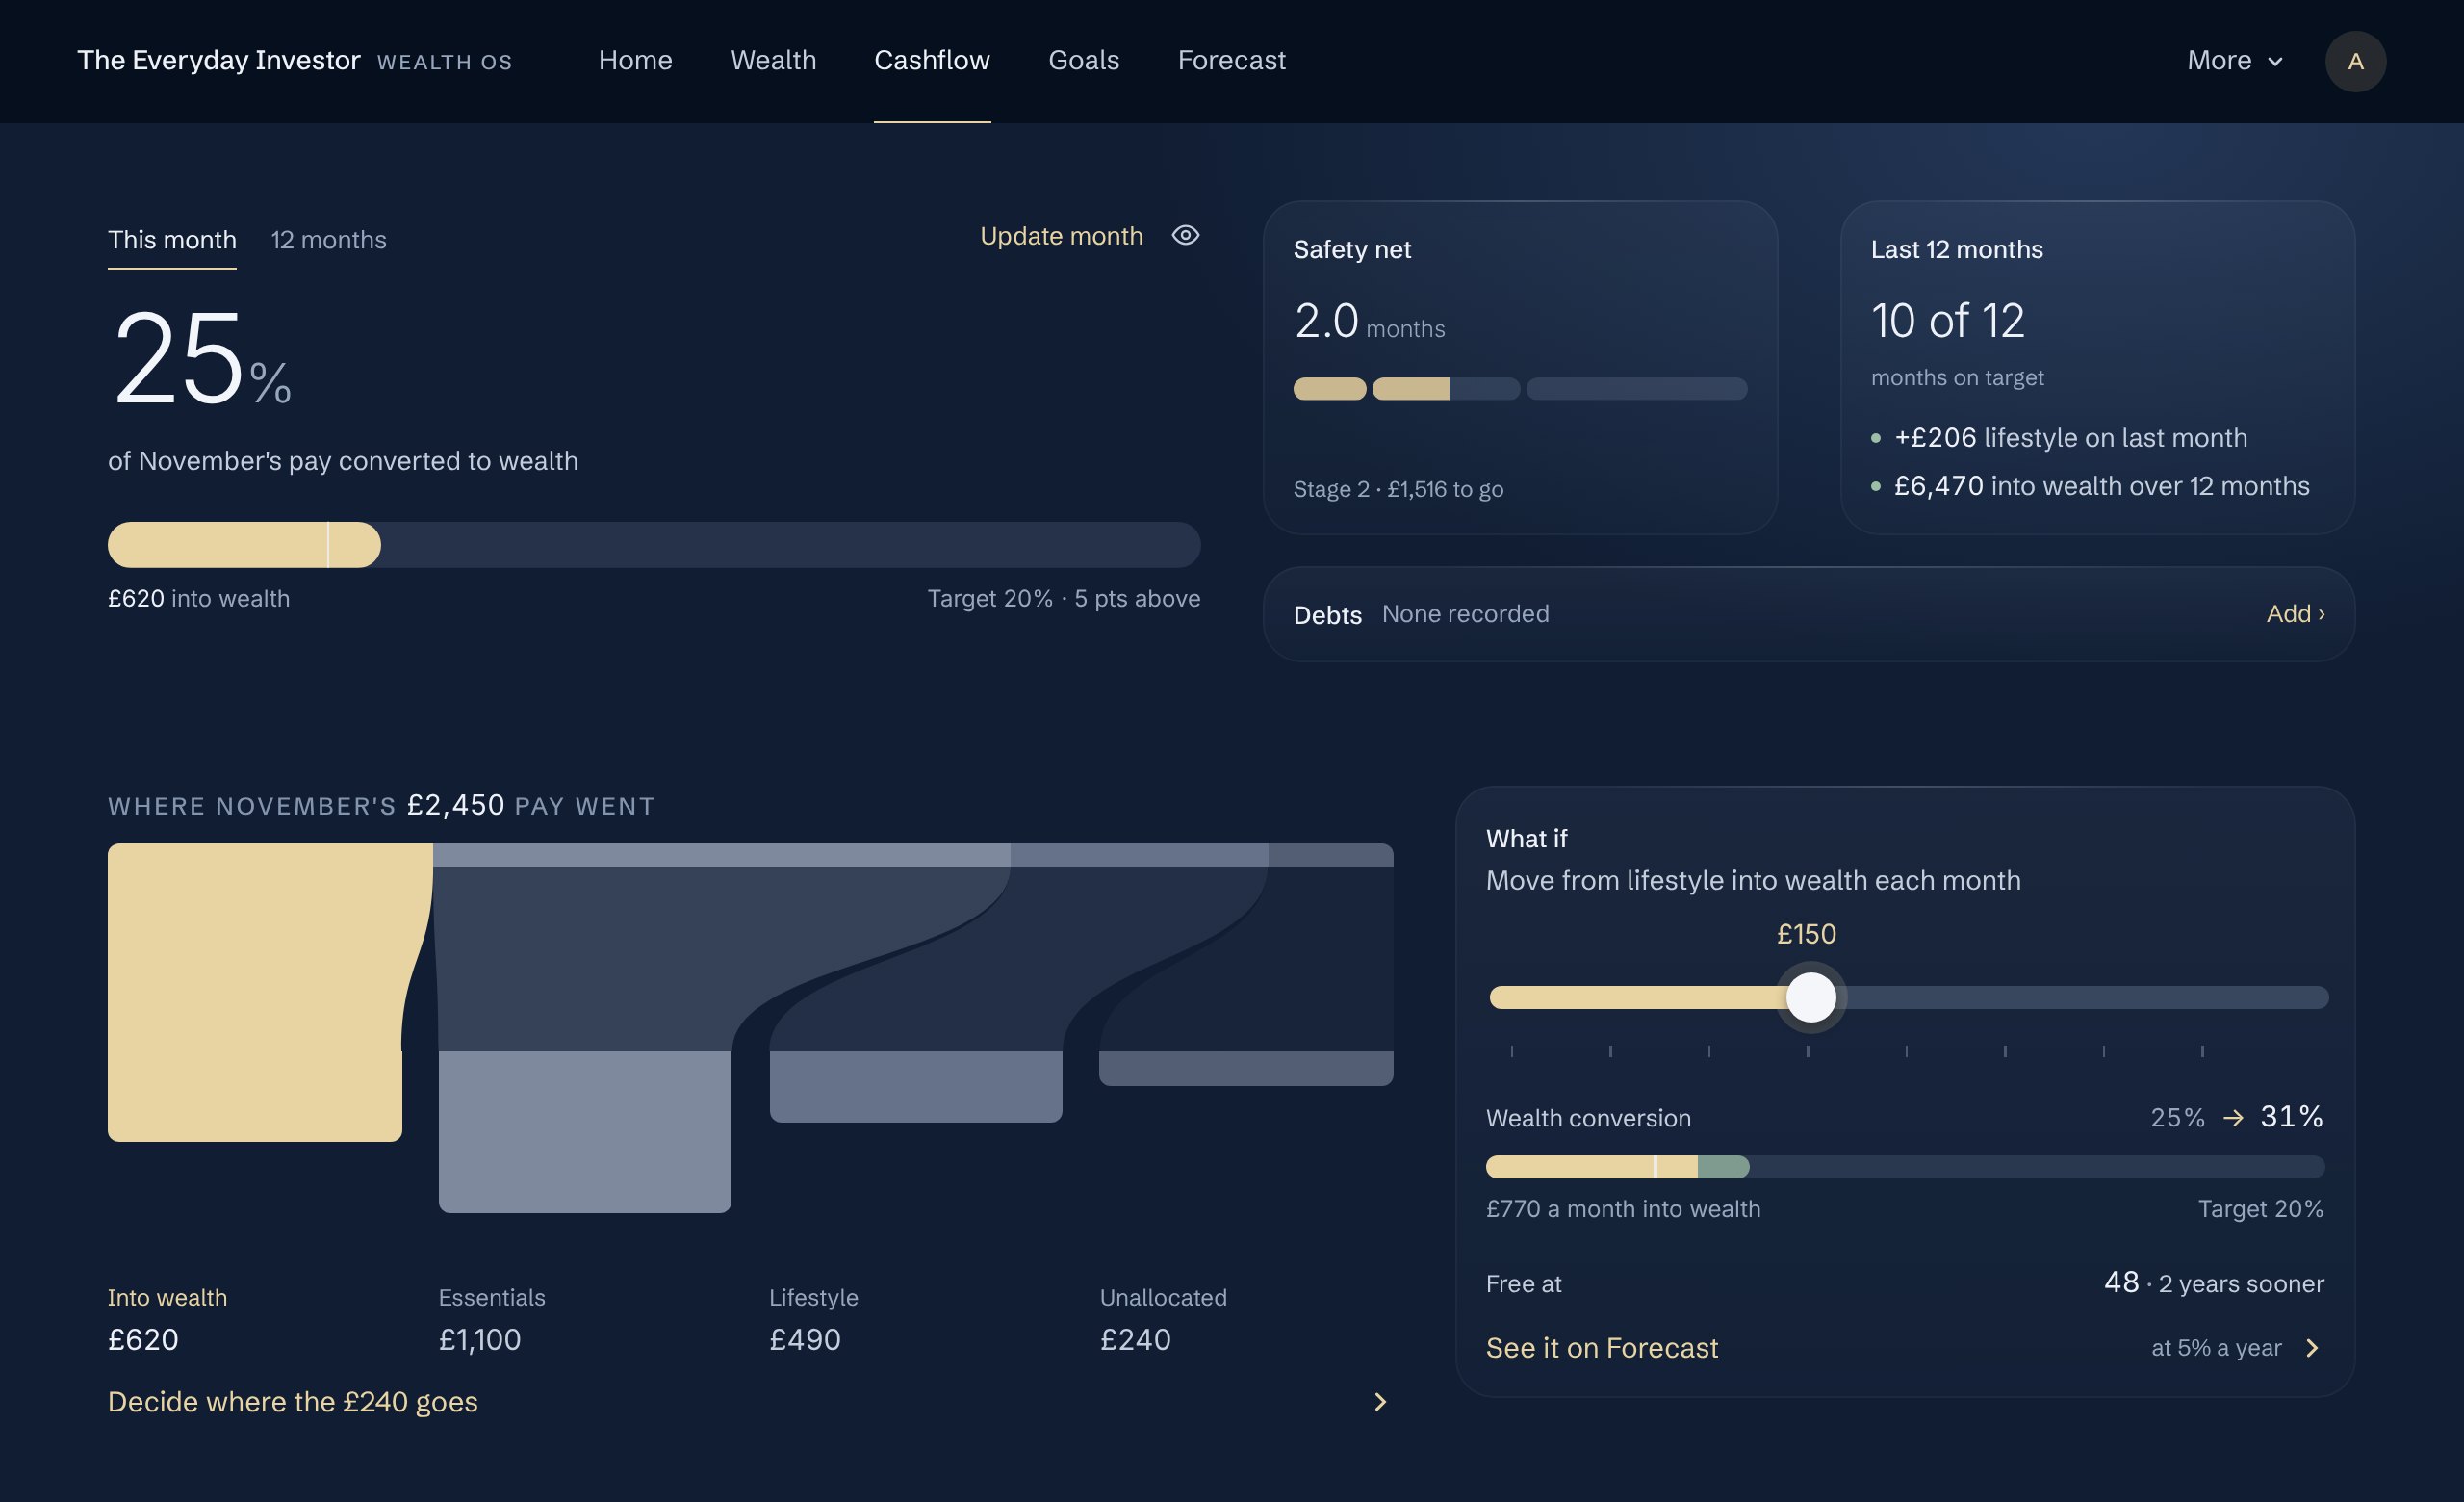 The Everyday Investor WEALTH OS Home Wealth Cashflow Goals Forecast More A
This month 12 months Update month
25%
of November's pay converted to wealth
£620 into wealth Target 20% · 5 pts above
Safety net
2.0 months
Stage 2 · £1,516 to go
Last 12 months
10 of 12
months on target
+£206 lifestyle on last month
£6,470 into wealth over 12 months
Debts None recorded Add ›
WHERE NOVEMBER'S £2,450 PAY WENT
Into wealth Essentials Lifestyle Unallocated
£620 £1,100 £490 £240
Decide where the £240 goes
What if
Move from lifestyle into wealth each month
£150
Wealth conversion 25% → 31%
£770 a month into wealth Target 20%
Free at 48 · 2 years sooner
See it on Forecast at 5% a year